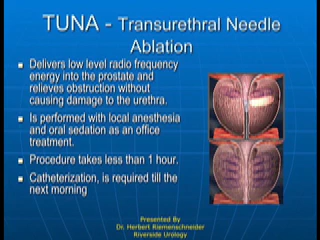 TUNA - Transurethral Needle
Ablation
Delivers low level radio frequency
energy into the prostate and
relieves obstruction without
causing damage to the urethra.
Is performed with local anesthesia
and oral sedation as an office
treatment.
Procedure takes less than 1 hour.
Catheterization, is required till the
next morning
Presented By
Dr. Herbert Riemenschneider
Riverside Urology